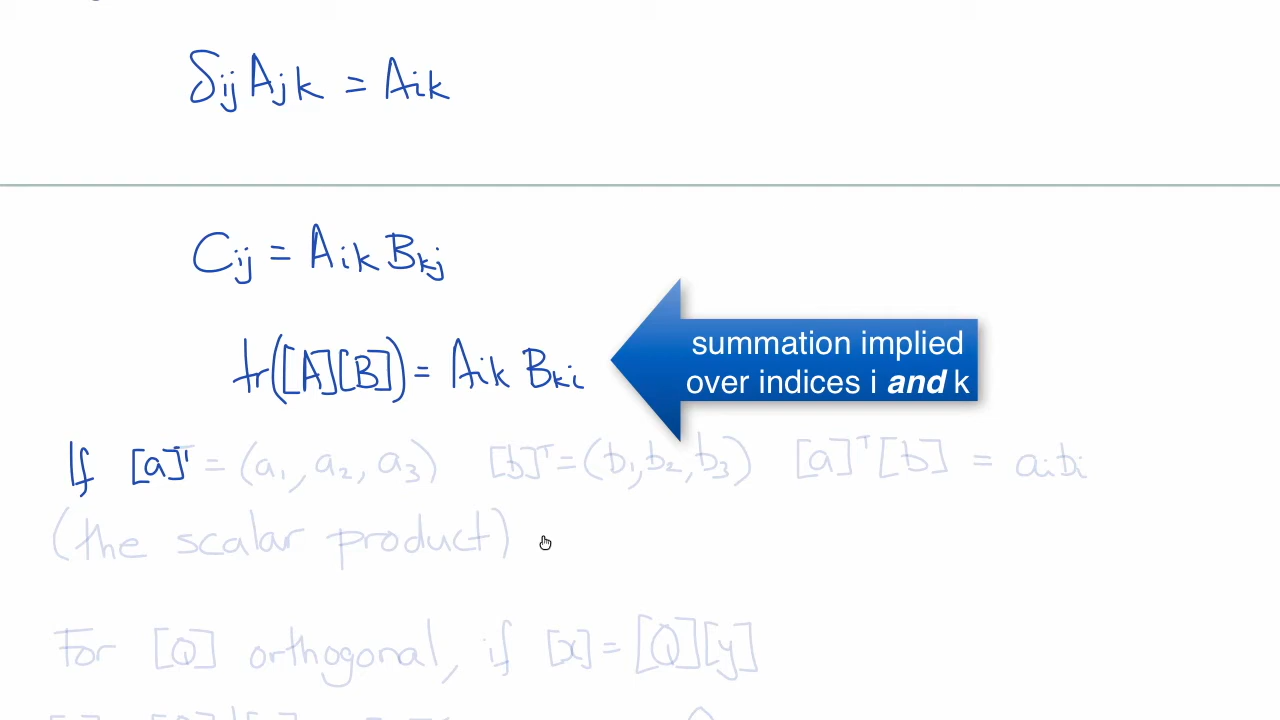 δij Ajk = Aik
Cij = Aik Bkj
tr([A][B]) = Aik Bki
summation implied
over indices i and k
If [a]ᵀ = (a₁, a₂, a₃) [b]ᵀ = (b₁, b₂, b₃) [a]ᵀ[b] = aibi
(the scalar product)
For [Q] orthogonal, if [x] = [Q][y]